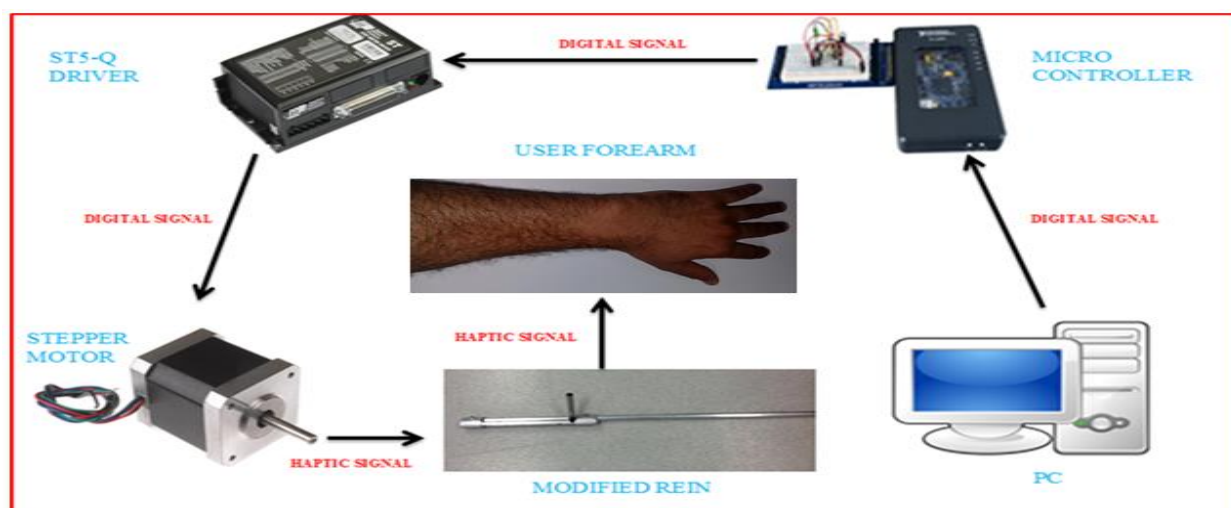 ST5-Q
DRIVER
DIGITAL SIGNAL
MICRO
CONTROLLER
USER FOREARM
DIGITAL SIGNAL
DIGITAL SIGNAL
STEPPER
MOTOR
HAPTIC SIGNAL
HAPTIC SIGNAL
MODIFIED REIN
PC